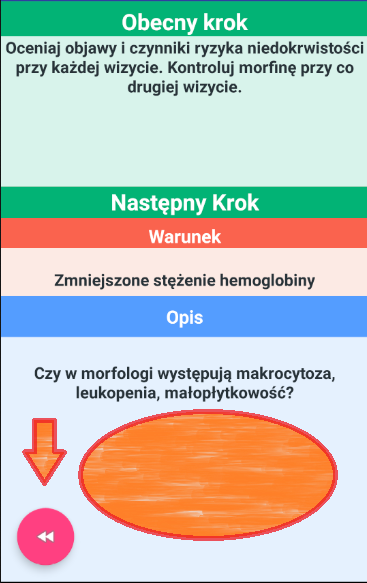 Obecny krok
Oceniaj objawy i czynniki ryzyka niedokrwistości
przy każdej wizycie. Kontroluj morfinę przy co
drugiej wizycie.
Następny Krok
Warunek
Zmniejszone stężenie hemoglobiny
Opis
Czy w morfologi występują makrocytoza,
leukopenia, małopłytkowość?